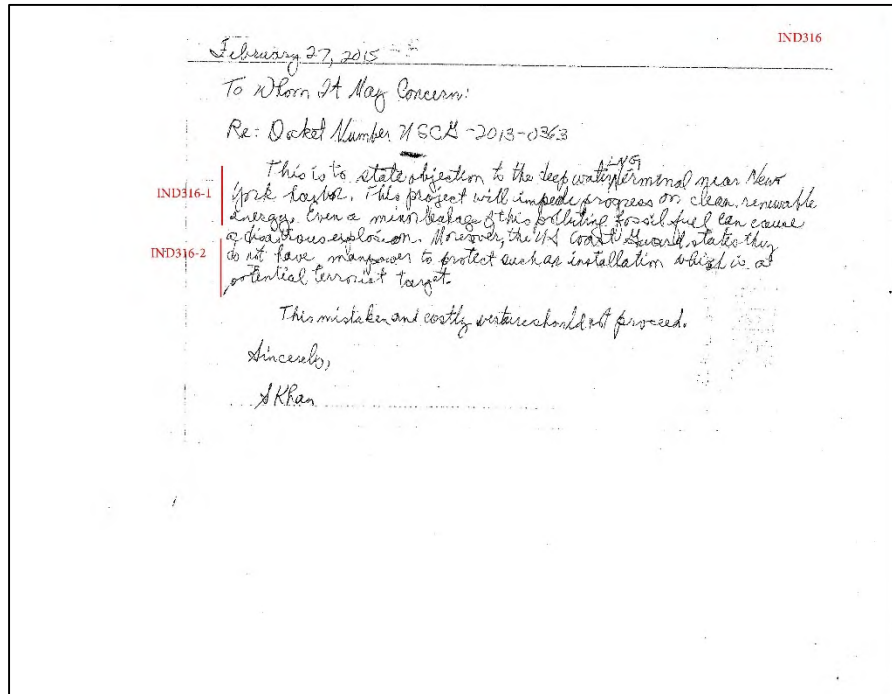 IND316
February 27, 2015
To Whom It May Concern:
Re: Docket Number USCG-2013-0363
This is to state objection to the deep water LNG terminal near New
IND316-1
York harbor. This project will impede progress on clean, renewable
energy. Even a minor leakage of this polluting fossil fuel can cause
a disastrous explosion. Moreover, the US Coast Guard states they
IND316-2
do not have manpower to protect such an installation which is a
potential terrorist target.
This mistaken and costly venture should not proceed.
Sincerely,
S Khan